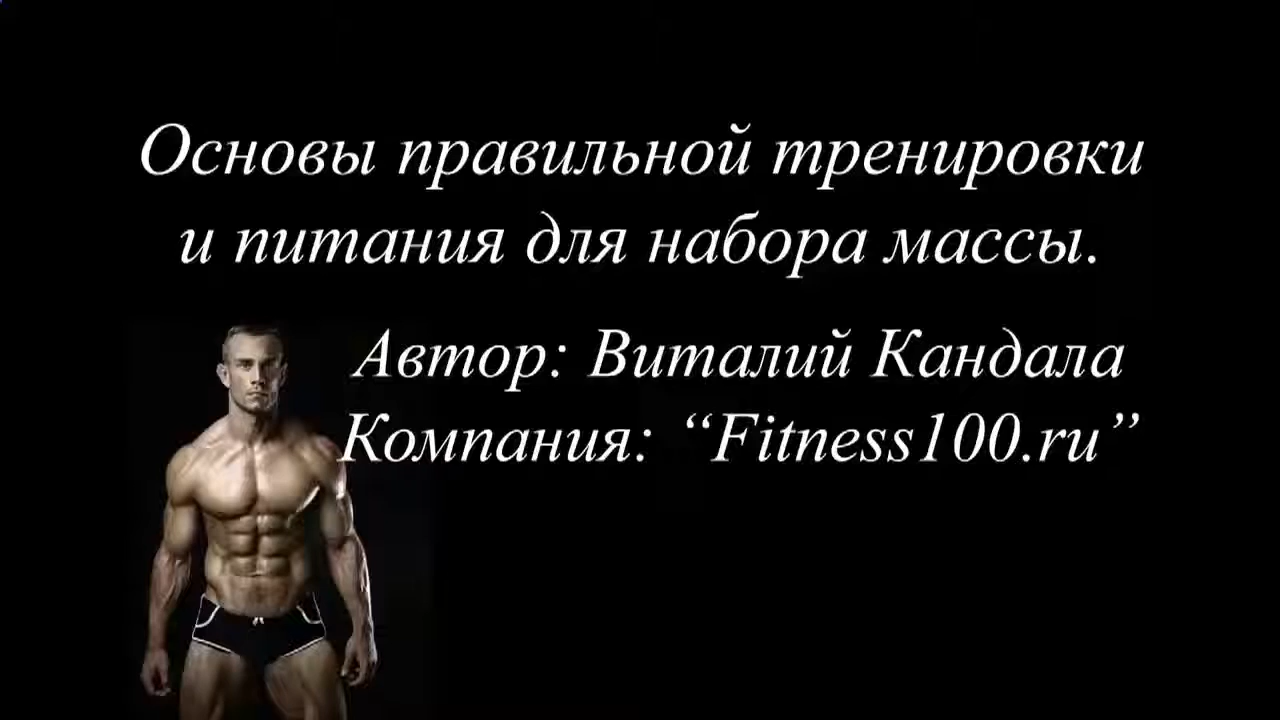 Основы правильной тренировки
и питания для набора массы.
Автор: Виталий Кандала
Компания: “Fitness100.ru”